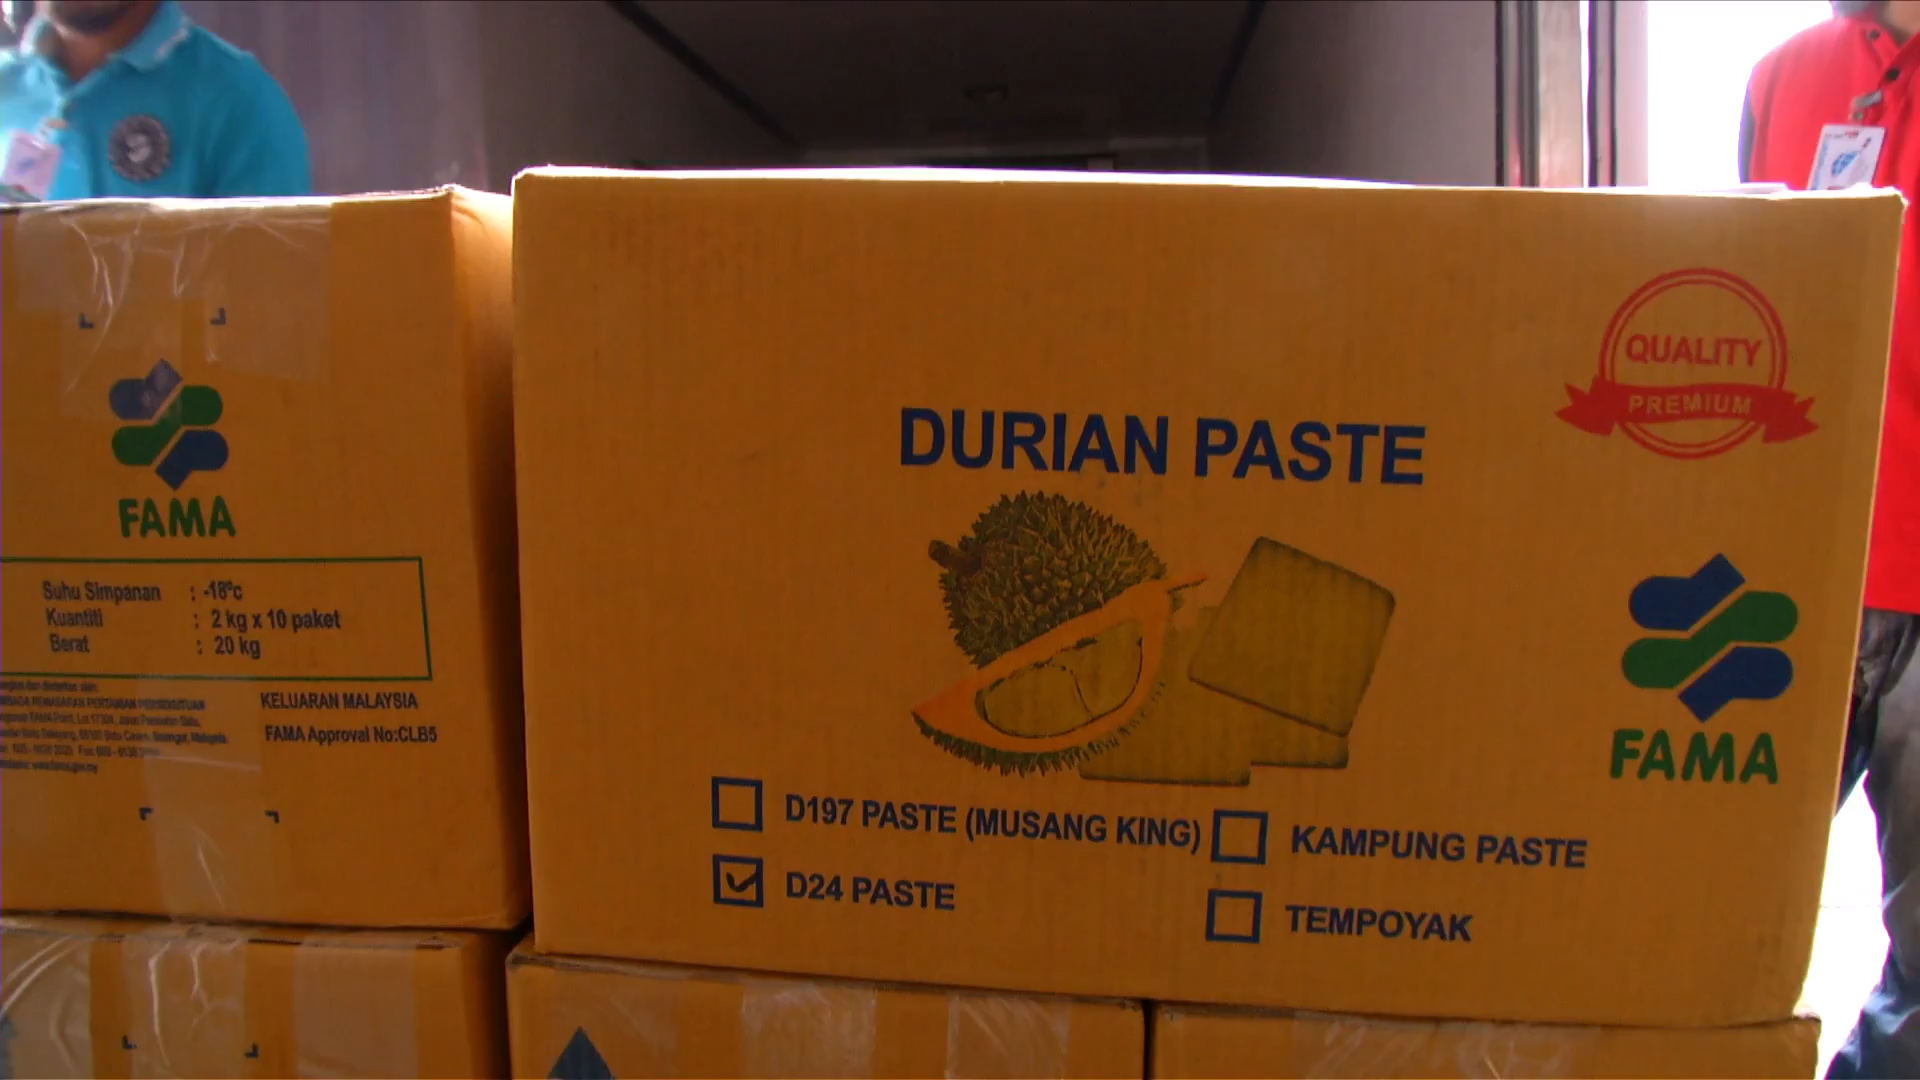 FAMA
Suhu Simpanan : -18°c
Kuantiti : 2 kg x 10 paket
Berat : 20 kg
KELUARAN MALAYSIA
FAMA Approval No:CLB5
QUALITY
PREMIUM
DURIAN PASTE
FAMA
D197 PASTE (MUSANG KING)
KAMPUNG PASTE
D24 PASTE
TEMPOYAK